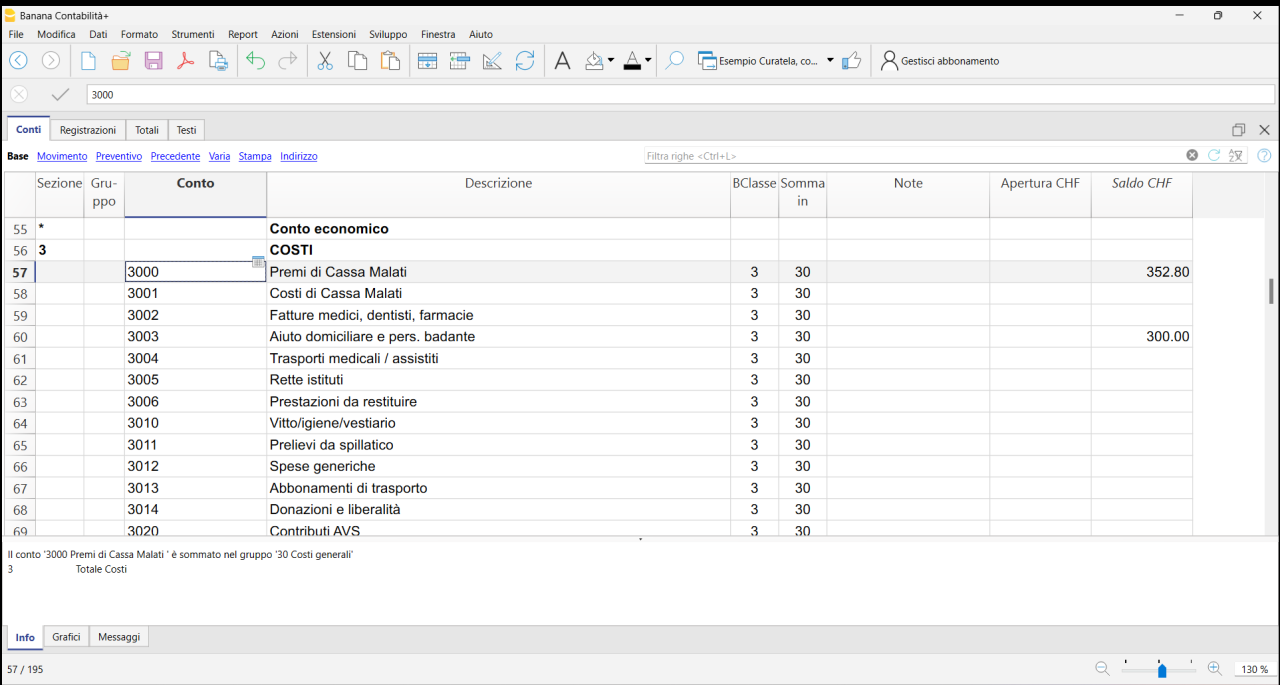 Banana Contabilità+
File Modifica Dati Formato Strumenti Report Azioni Estensioni Sviluppo Finestra Aiuto
Esempio Curatela, co... Gestisci abbonamento
3000
Conti Registrazioni Totali Testi
Base Movimento Preventivo Precedente Varia Stampa Indirizzo Filtra righe <Ctrl+L>
Sezione Gru-ppo Conto Descrizione BClasse Somma in Note Apertura CHF Saldo CHF
55 * Conto economico
56 3 COSTI
57 3000 Premi di Cassa Malati 3 30 352.80
58 3001 Costi di Cassa Malati 3 30
59 3002 Fatture medici, dentisti, farmacie 3 30
60 3003 Aiuto domiciliare e pers. badante 3 30 300.00
61 3004 Trasporti medicali / assistiti 3 30
62 3005 Rette istituti 3 30
63 3006 Prestazioni da restituire 3 30
64 3010 Vitto/igiene/vestiario 3 30
65 3011 Prelievi da spillatico 3 30
66 3012 Spese generiche 3 30
67 3013 Abbonamenti di trasporto 3 30
68 3014 Donazioni e liberalità 3 30
69 3020 Contributi AVS 3 30
Il conto '3000 Premi di Cassa Malati ' è sommato nel gruppo '30 Costi generali'
3 Totale Costi
Info Grafici Messaggi
57 / 195 130 %